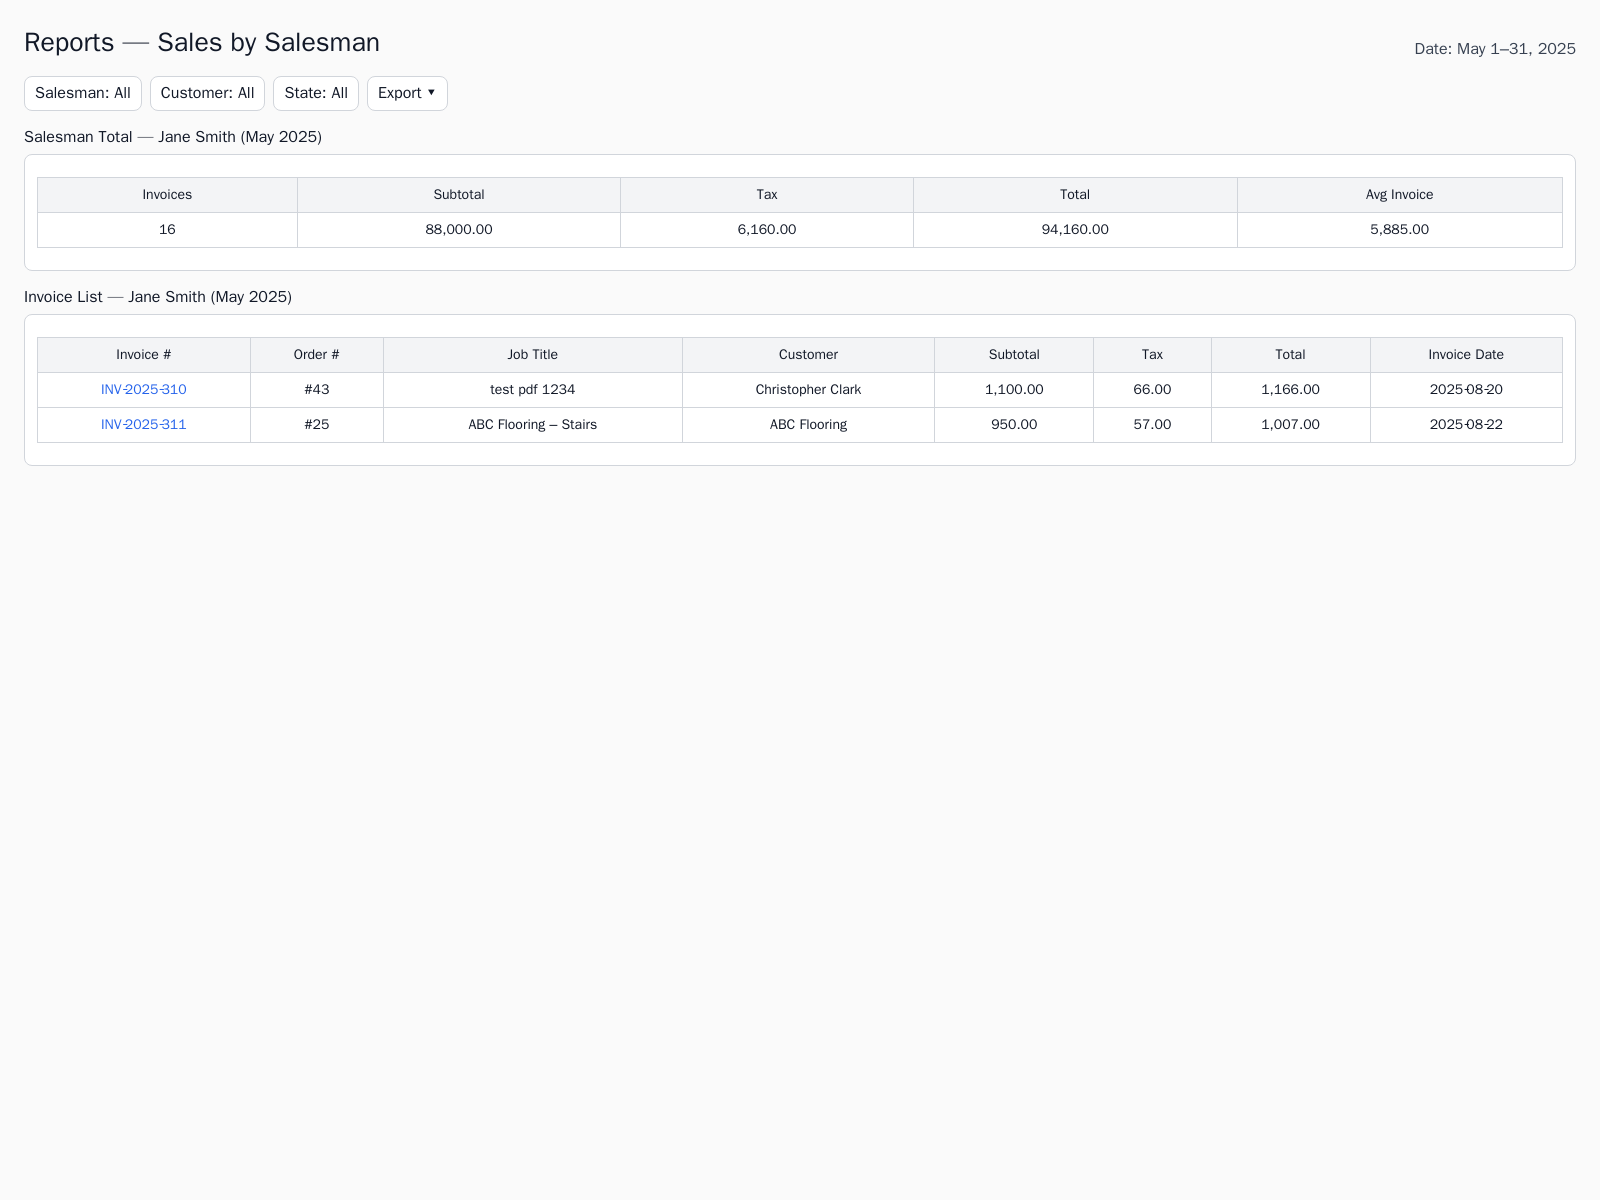 Reports — Sales by Salesman
Date: May 1–31, 2025
Salesman: All Customer: All State: All Export ▼
Salesman Total — Jane Smith (May 2025)
Invoices Subtotal Tax Total Avg Invoice
16 88,000.00 6,160.00 94,160.00 5,885.00
Invoice List — Jane Smith (May 2025)
Invoice # Order # Job Title Customer Subtotal Tax Total Invoice Date
INV-2025-310 #43 test pdf 1234 Christopher Clark 1,100.00 66.00 1,166.00 2025-08-20
INV-2025-311 #25 ABC Flooring – Stairs ABC Flooring 950.00 57.00 1,007.00 2025-08-22